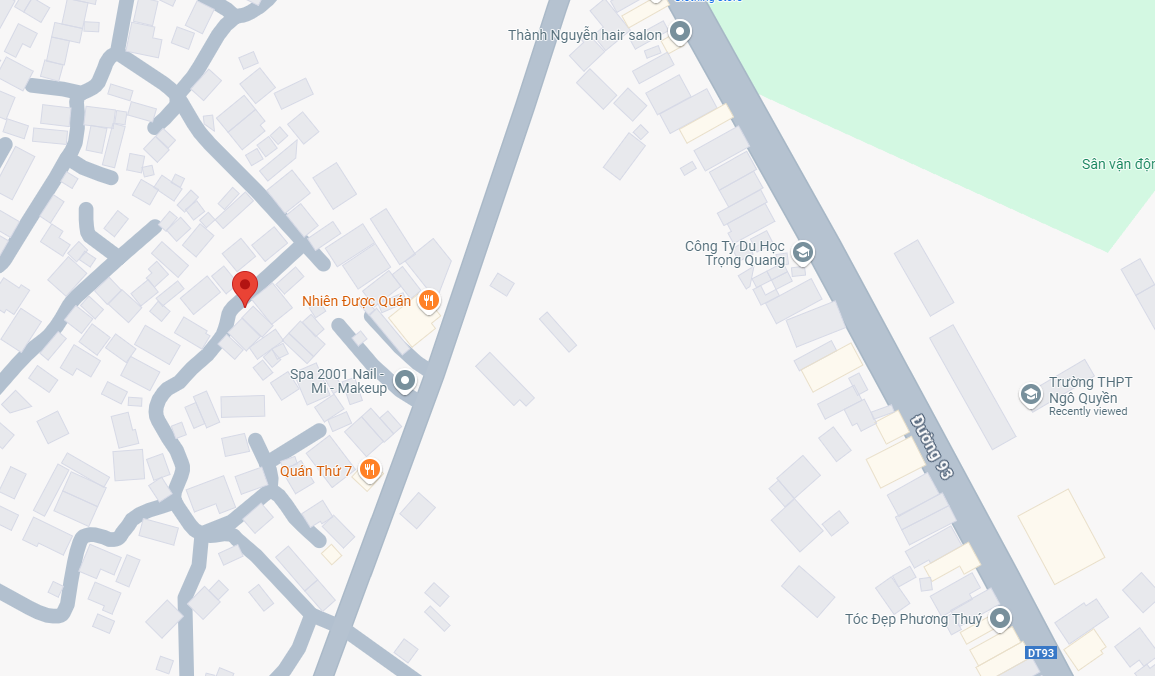 Thành Nguyễn hair salon
Sân vận độn
Công Ty Du Học
Trọng Quang
Nhiên Được Quán
Spa 2001 Nail -
Mi - Makeup
Trường THPT
Ngô Quyền
Recently viewed
Đường 93
Quán Thứ 7
Tóc Đẹp Phương Thuỷ
DT93